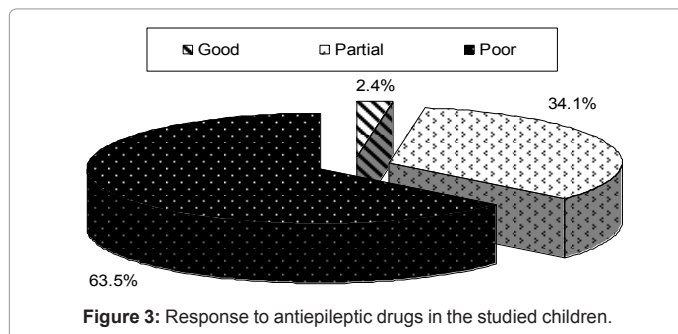 Good Partial Poor
2.4%
34.1%
63.5%
Figure 3: Response to antiepileptic drugs in the studied children.